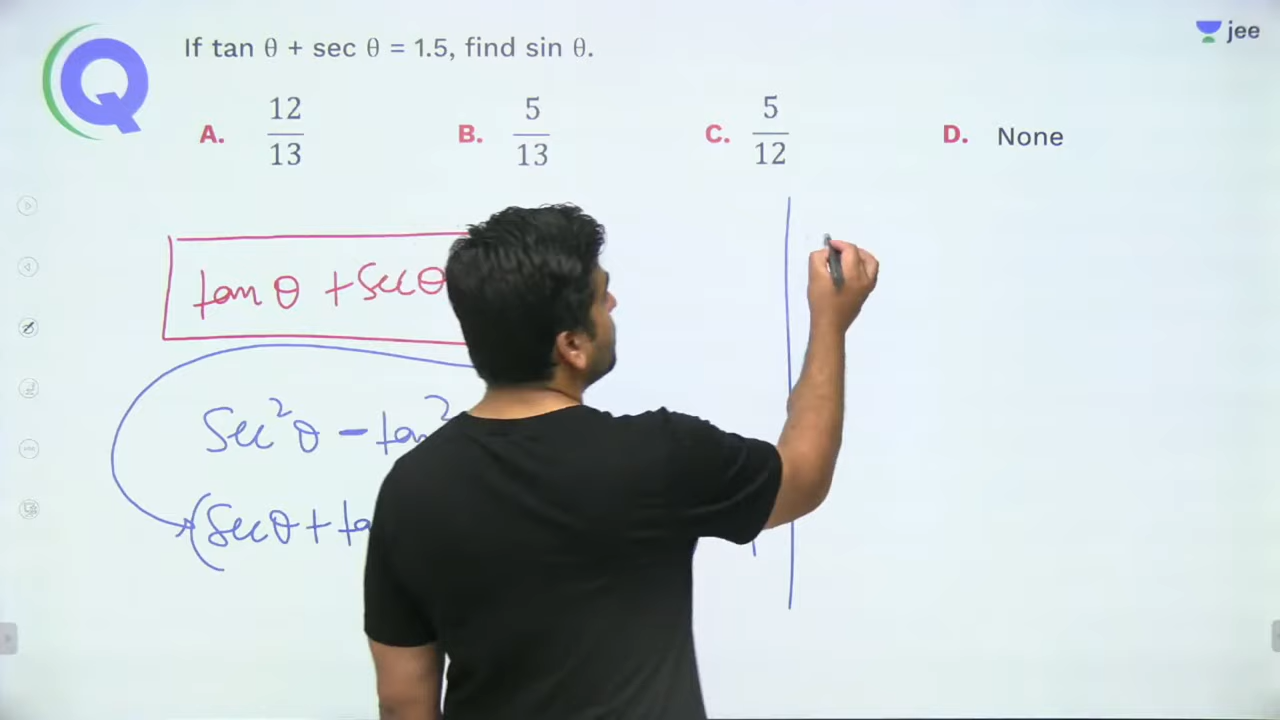 If tan θ + sec θ = 1.5, find sin θ.
jee
A. 12/13 B. 5/13 C. 5/12 D. None
tan θ + sec θ
sec²θ - tan²
(sec θ + ta